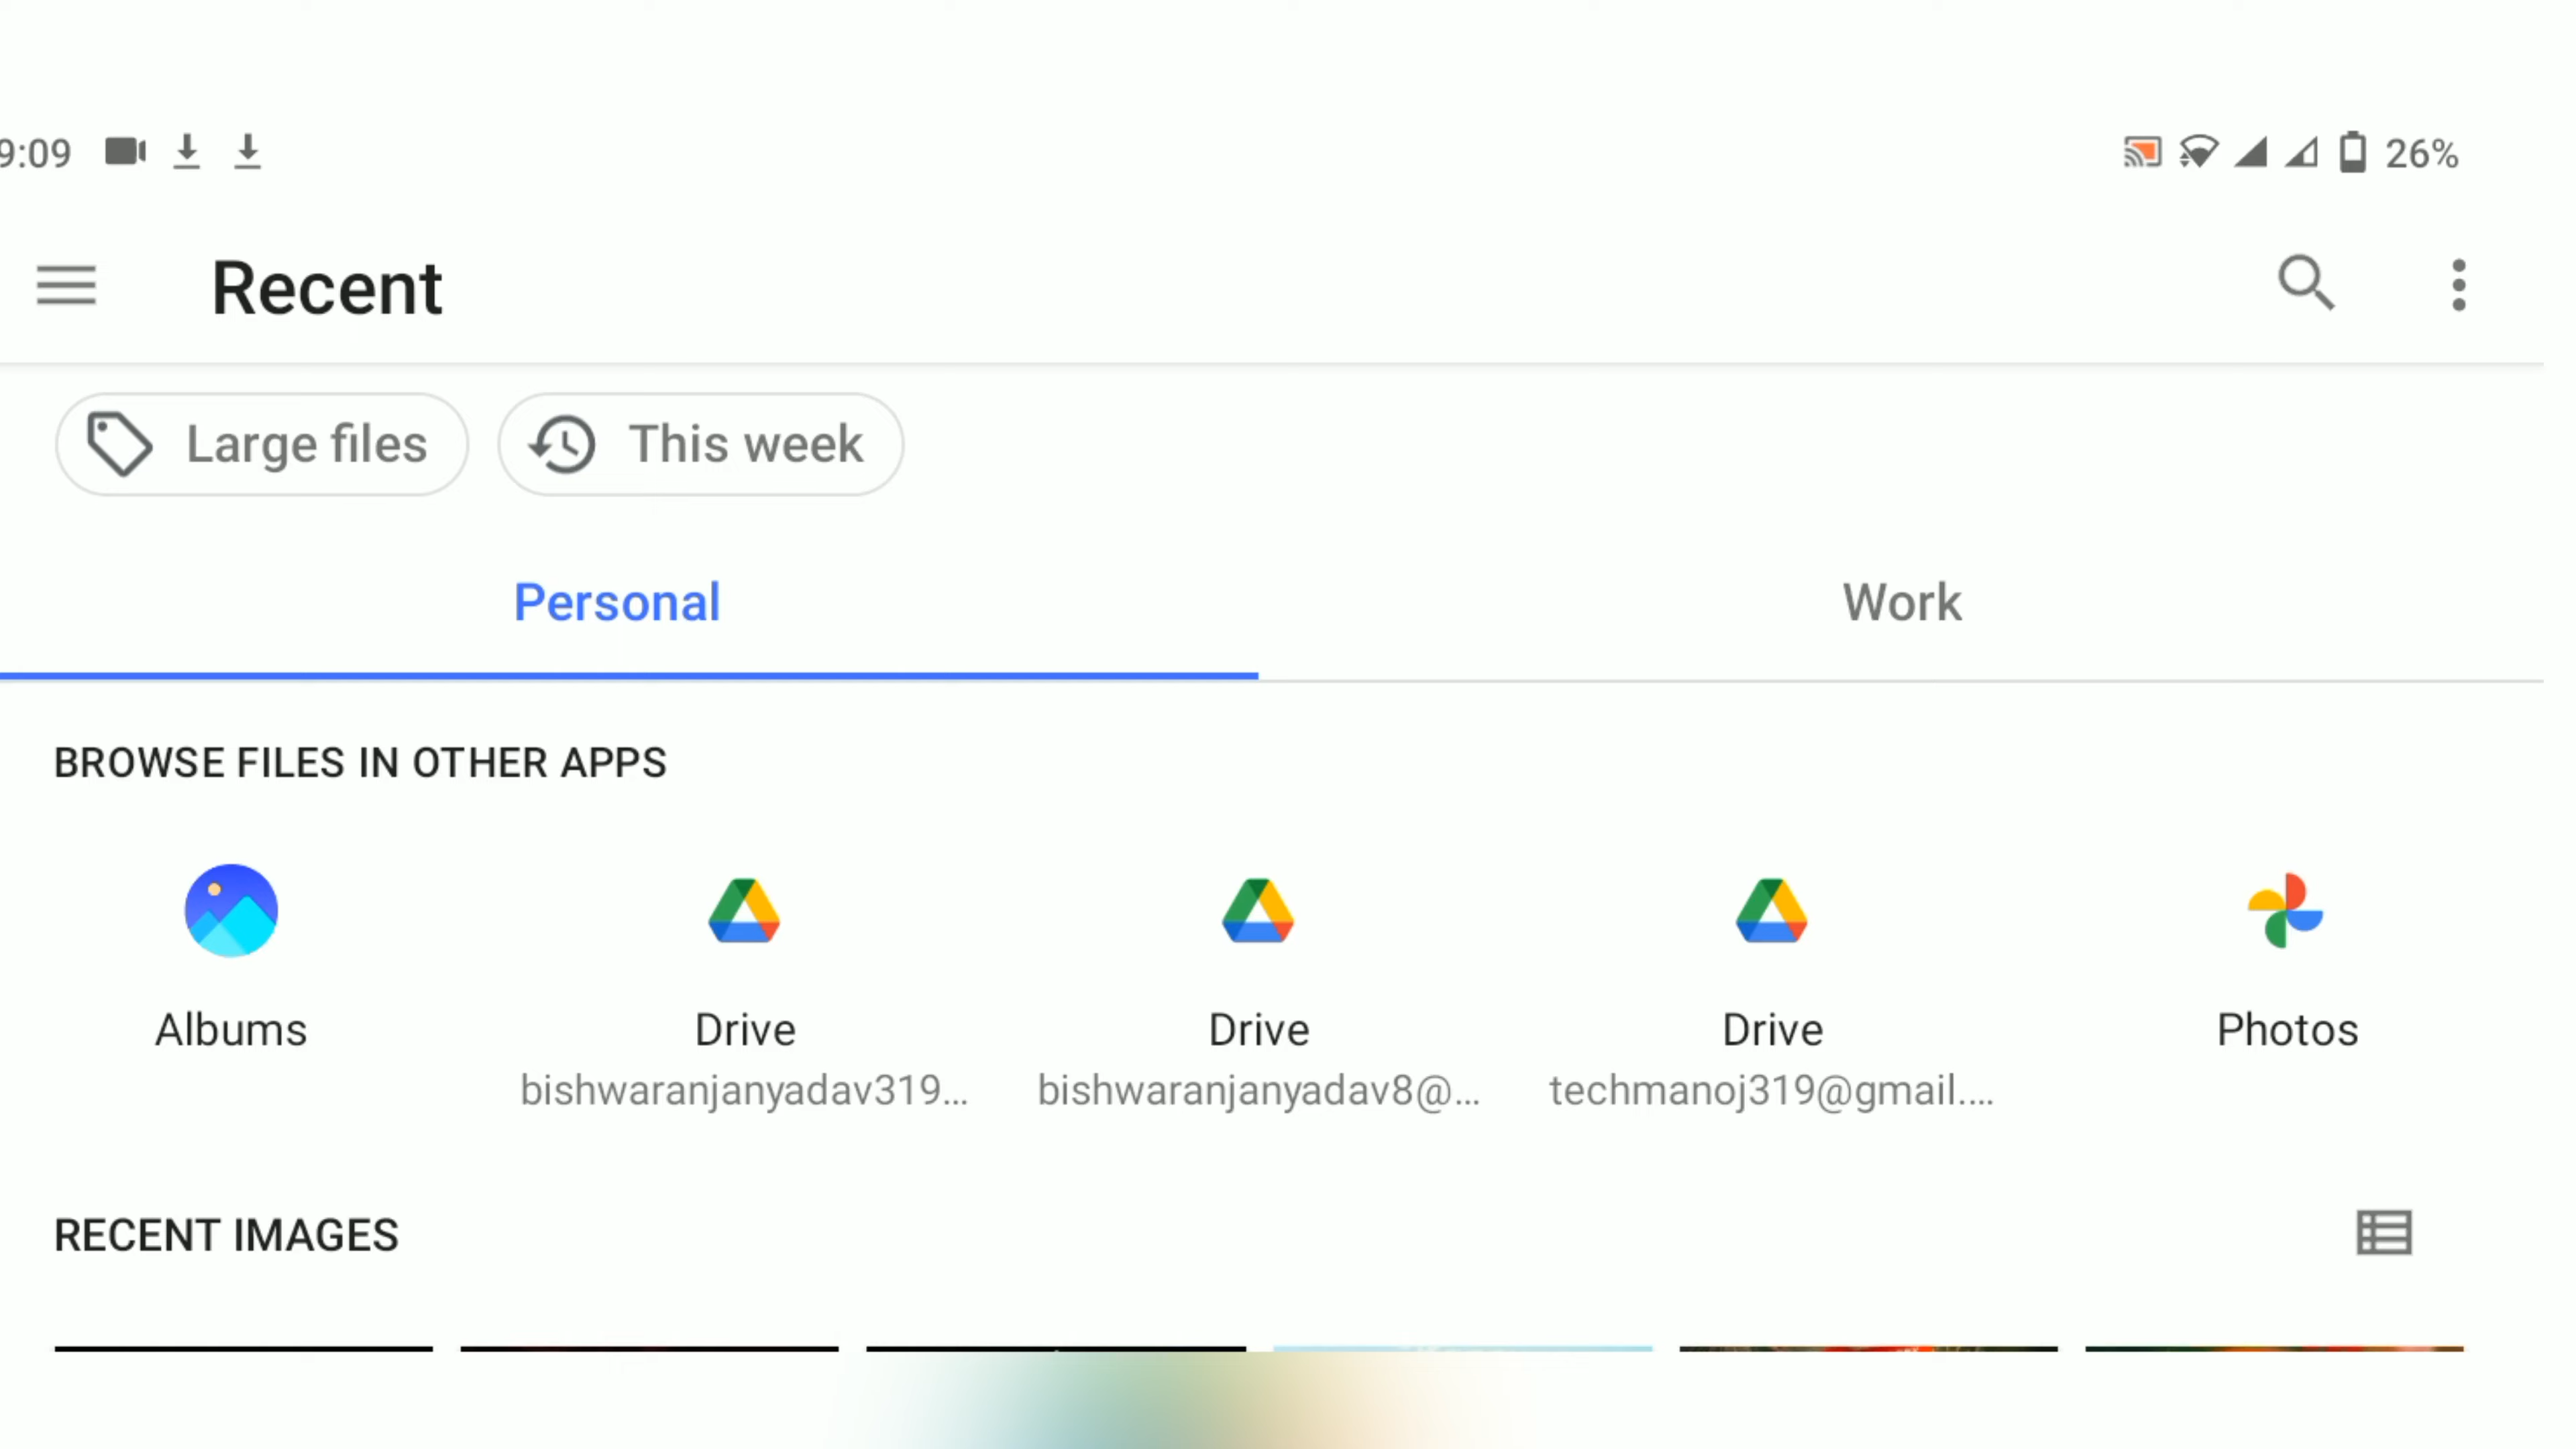 9:09
26%
Recent
Large files
This week
Personal
Work
BROWSE FILES IN OTHER APPS
Albums
Drive
bishwaranjanyadav319...
Drive
bishwaranjanyadav8@...
Drive
techmanoj319@gmail....
Photos
RECENT IMAGES